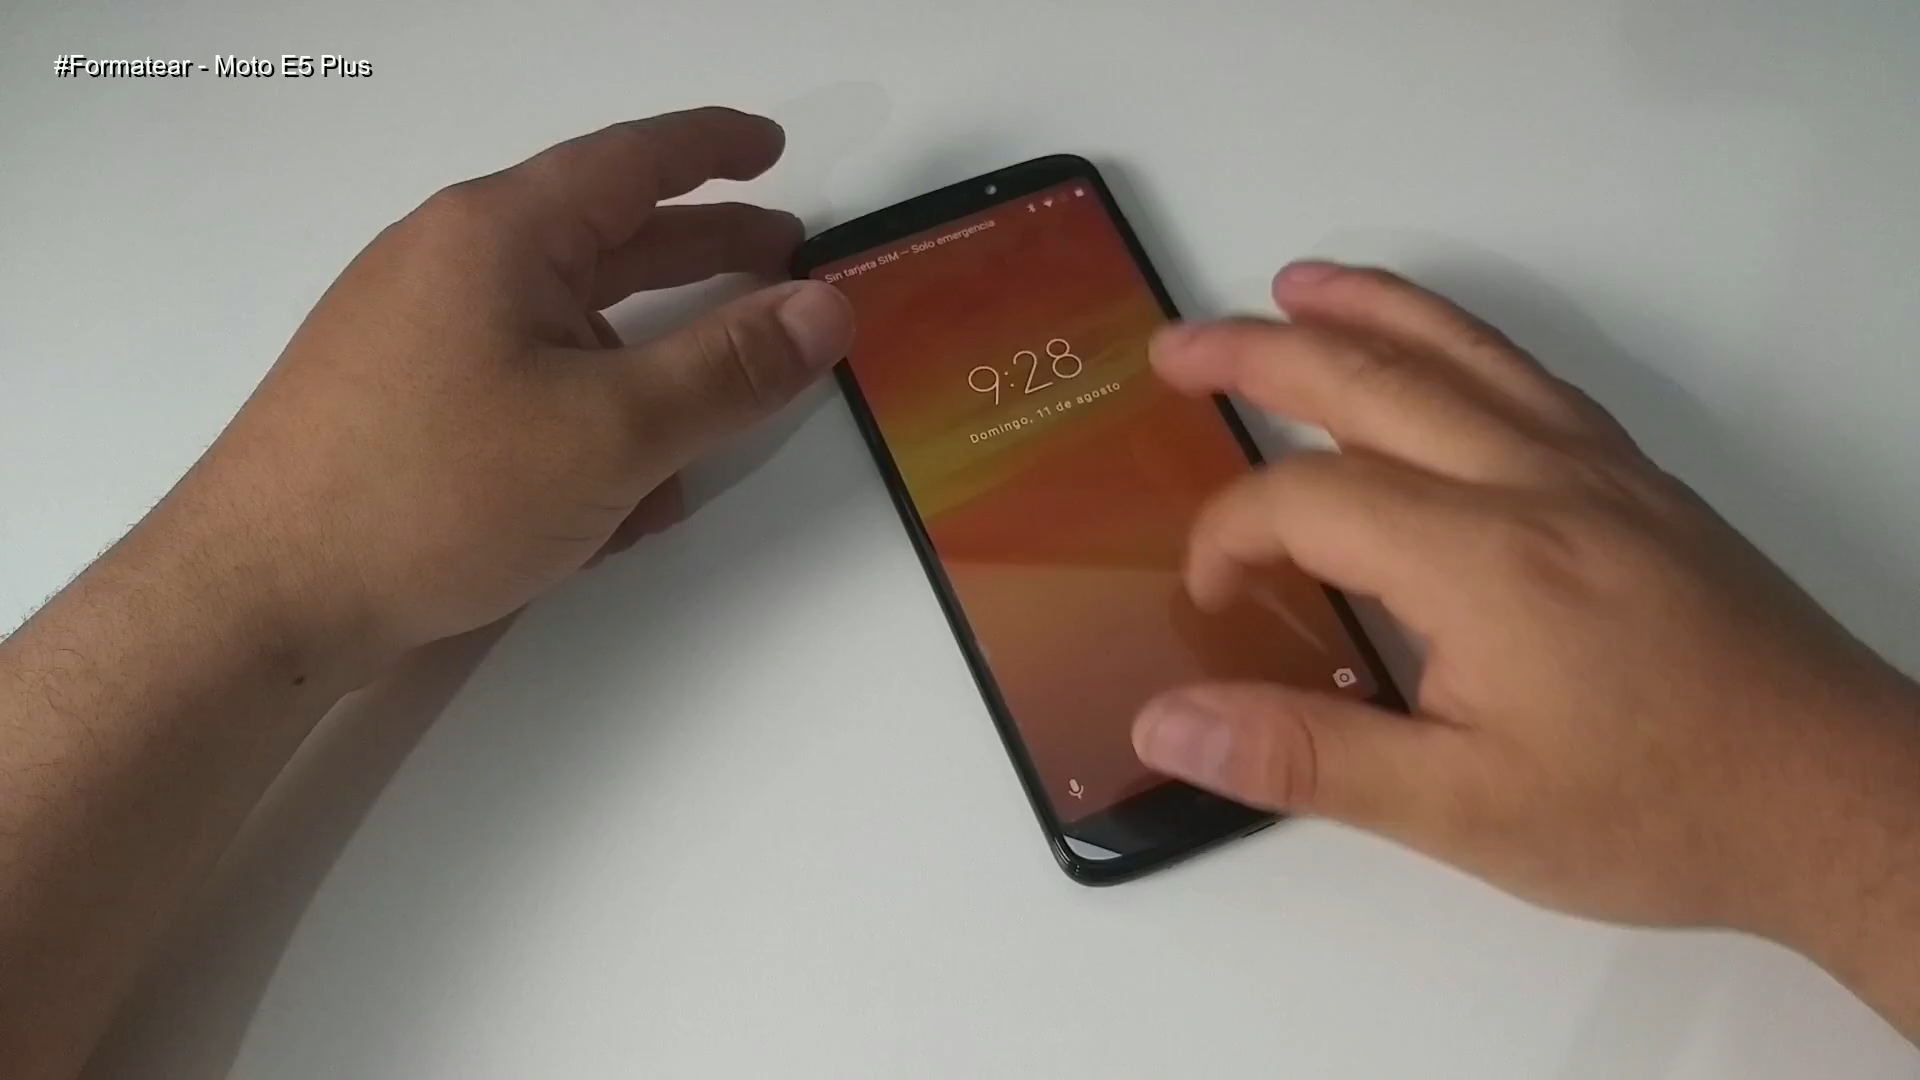 #Formatear - Moto E5 Plus
Sin tarjeta SIM — Solo emergencia
9:28
Domingo, 11 de agosto